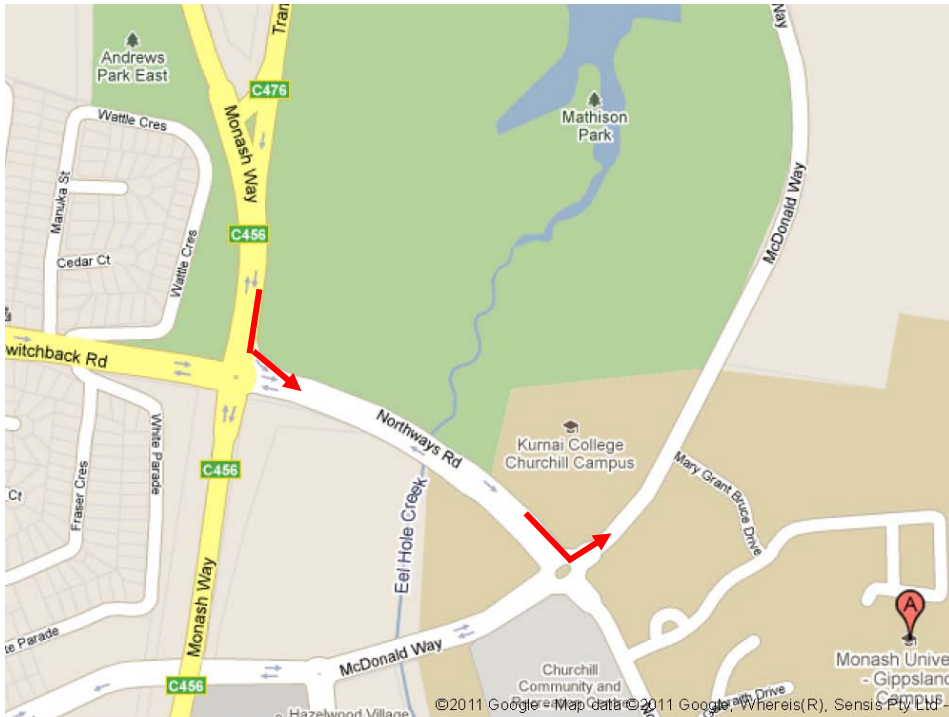 Andrews
Park East
Tran
C476
Way
Mathison
Park
Wattle Cres
Monash Way
Manuka St
McDonald Way
C456
Cedar Ct
Wattle Cres
witchback Rd
Northways Rd
Kurnai College
Churchill Campus
White Parade
C456
Mary Grant Bruce Drive
Ct
Fraser Cres
Eel Hole Creek
A
Monash Way
te Parade
McDonald Way
Monash Unive
- Gippsland
Campus
Churchill
Community and
C456
Hazelwood Village
©2011 Google - Map data ©2011 Google, Whereis(R), Sensis Pty Ltd -